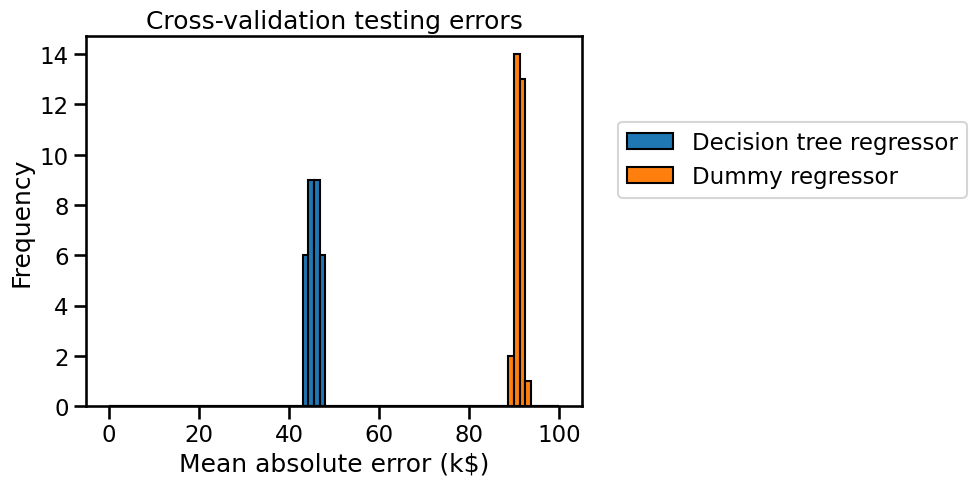 Cross-validation testing errors
14
12
10
8
6
4
2
0
Frequency
0 20 40 60 80 100
Mean absolute error (k$)
Decision tree regressor
Dummy regressor